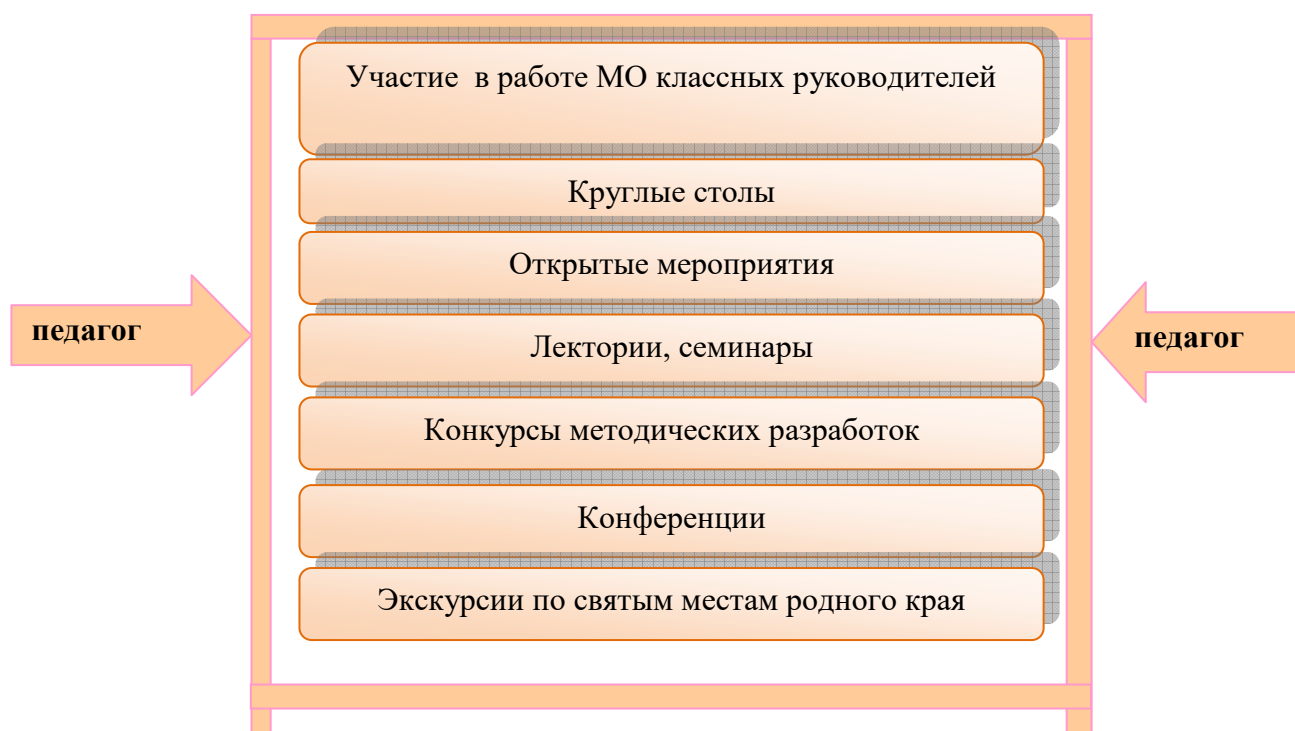 Участие в работе МО классных руководителей
Круглые столы
Открытые мероприятия
педагог
Лектории, семинары
педагог
Конкурсы методических разработок
Конференции
Экскурсии по святым местам родного края